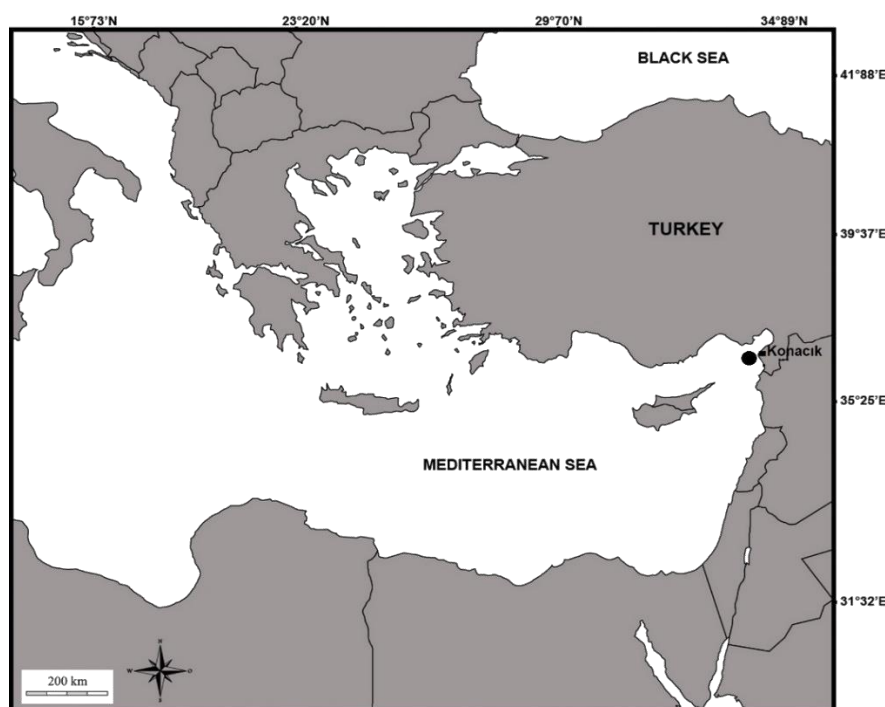 15°73’N 23°20’N 29°70’N 34°89’N
BLACK SEA
41°88’E
TURKEY
39°37’E
Konacık
35°25’E
MEDITERRANEAN SEA
31°32’E
N
W O
S
200 km